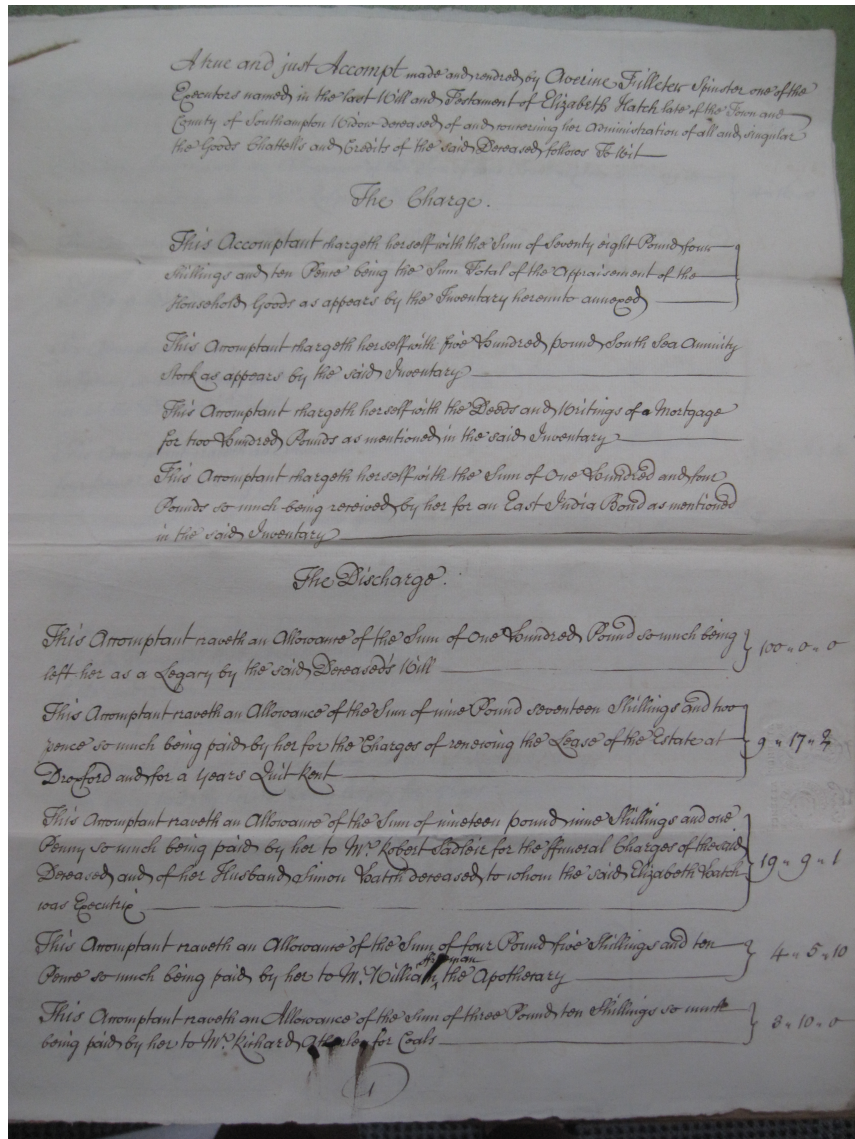 A true and just Accompt made and rendred by Averine Filleter Spinster one of the
Executors named in the last Will and Testament of Elizabeth Hatch late of the Town and
County of Southampton Widow Deceased of and concerning her Administration of all and singular
the Goods Chattells and Credits of the said Deceased follows To Wit
The Charge.
This Accomptant chargeth herself with the Sum of Seventy eight Pound four
Shillings and ten Pence being the Sum Total of the Appraisement of the
Household Goods as appears by the Inventory hereunto annexed
This Accomptant chargeth herself with five Hundred pound South Sea Annuity
Stock as appears by the said Inventory
This Accomptant chargeth herself with the Deeds and Writings of a Mortgage
for two Hundred Pounds as mentioned in the said Inventory
This Accomptant chargeth herself with the Sum of One Hundred and four
Pounds so much being received by her for an East India Bond as mentioned
in the said Inventory
The Discharge.
This Accomptant craveth an Allowance of the Sum of One Hundred Pound so much being
left her as a Legacy by the said Deceased's Will 100 " 0 " 0
This Accomptant craveth an Allowance of the Sum of nine Pound seventeen Shillings and two
pence so much being paid by her for the Charges of renewing the Lease of the Estate at 9 " 17 " 2
Droxford and for a Years Quit Rent
This Accomptant craveth an Allowance of the Sum of nineteen pound nine Shillings and one
Penny so much being paid by her to Mr. Robert Sadleir for the ffuneral Charges of the said
Deceased and of her Husband Simon Hatch deceased to whom the said Elizabeth Hatch 19 " 9 " 1
was Executrix
This Accomptant craveth an Allowance of the Sum of four Pound five Shillings and ten
Pence so much being paid by her to Mr. William the Apothecary 4 " 5 " 10
This Accomptant craveth an Allowance of the Sum of three Pound ten Shillings so much
being paid by her to Mr. Richard for Coals 3 " 10 " 0
1